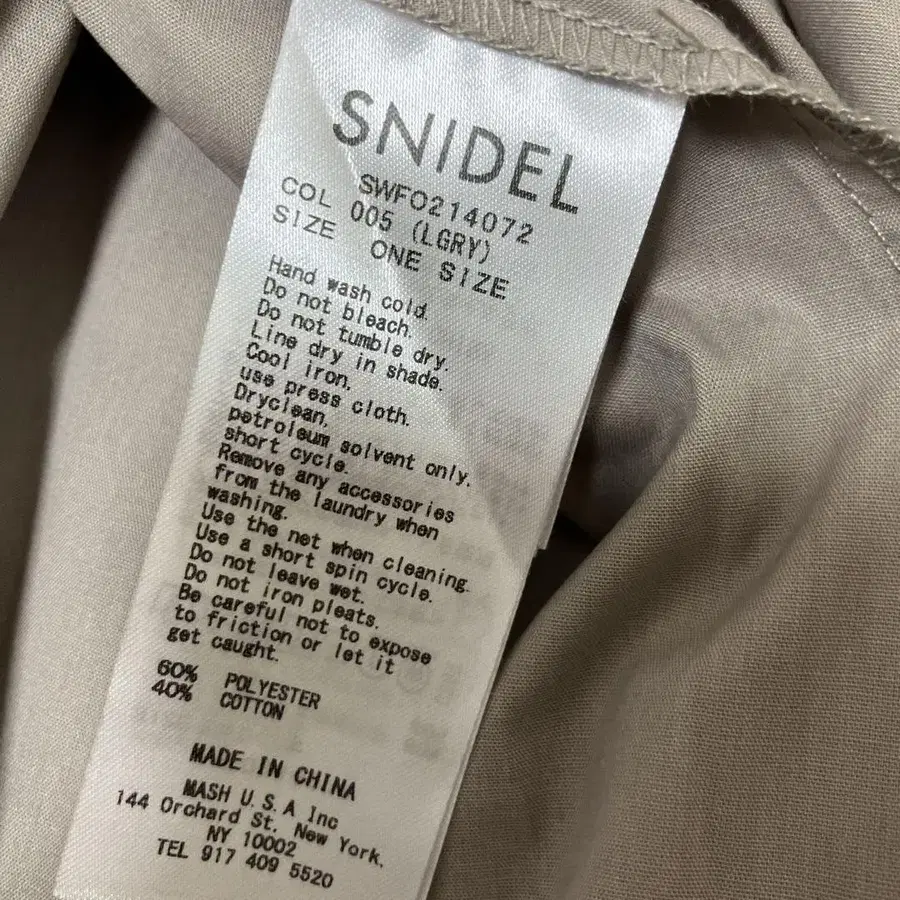 SNIDEL
SWFO214072
COL 005 (LGRY)
SIZE ONE SIZE
Hand wash cold.
Do not bleach.
Do not tumble dry.
Line dry in shade.
Cool iron.
use press cloth.
Dryclean,
petroleum solvent only.
short cycle.
Remove any accessories
from the laundry when
washing.
Use the net when cleaning.
Use a short spin cycle.
Do not leave wet.
Do not iron pleats.
Be careful not to expose
to friction or let it
get caught.
60% POLYESTER
40% COTTON
MADE IN CHINA
MASH U.S.A Inc
144 Orchard St. New York,
NY 10002
TEL 917 409 5520